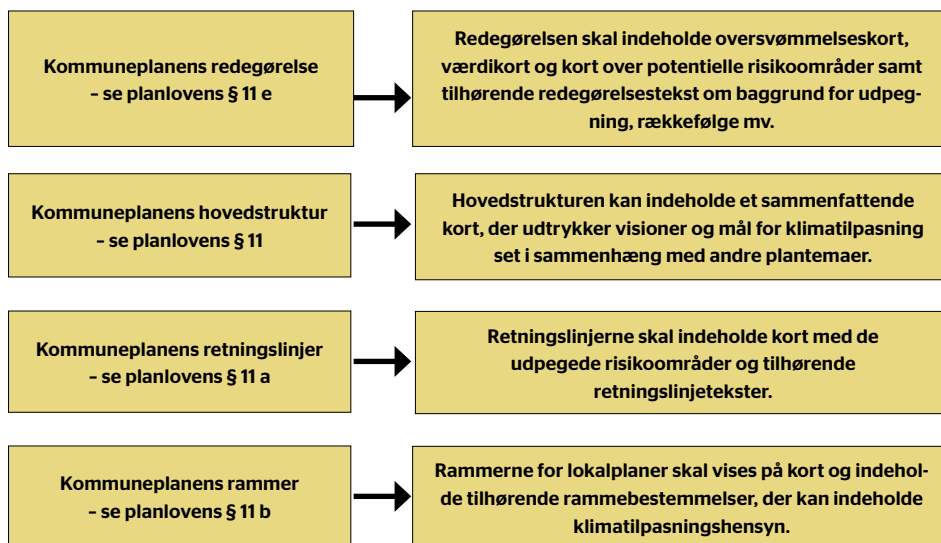 Kommuneplanens redegørelse
– se planlovens § 11 e
Redegørelsen skal indeholde oversvømmelseskort,
værdikort og kort over potentielle risikoområder samt
tilhørende redegørelsestekst om baggrund for udpeg-
ning, rækkefølge mv.
Kommuneplanens hovedstruktur
– se planlovens § 11
Hovedstrukturen kan indeholde et sammenfattende
kort, der udtrykker visioner og mål for klimatilpasning
set i sammenhæng med andre plantemaer.
Kommuneplanens retningslinjer
– se planlovens § 11 a
Retningslinjerne skal indeholde kort med de
udpegede risikoområder og tilhørende
retningslinjetekster.
Kommuneplanens rammer
– se planlovens § 11 b
Rammerne for lokalplaner skal vises på kort og indehol-
de tilhørende rammebestemmelser, der kan indeholde
klimatilpasningshensyn.